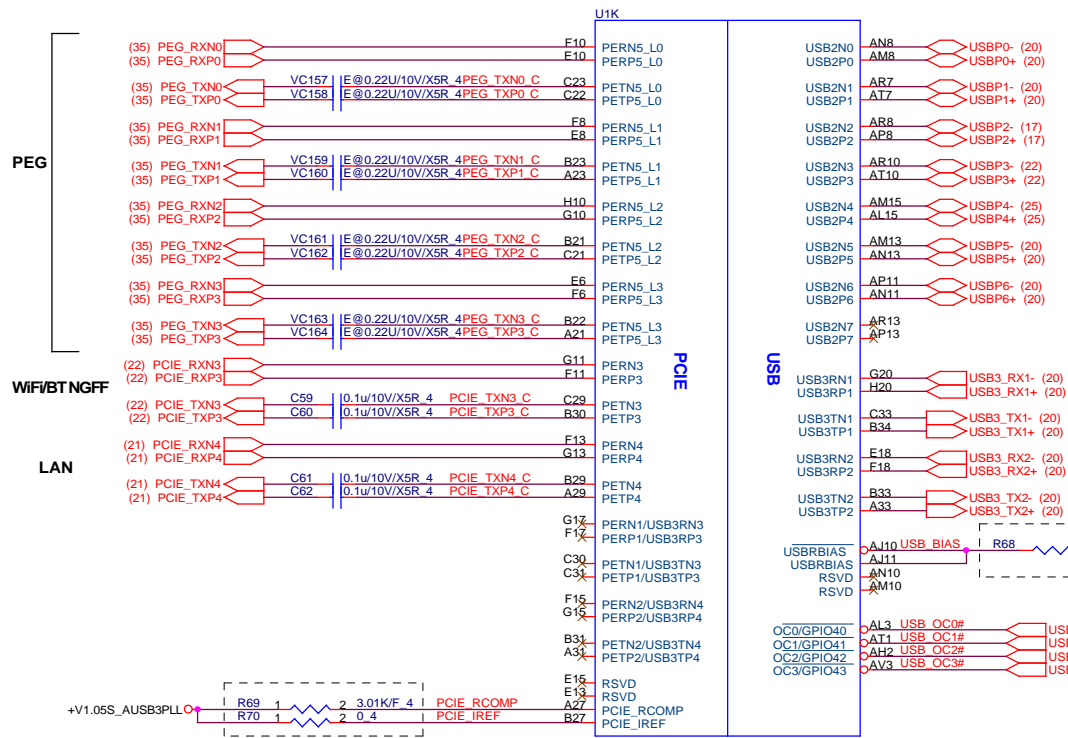 U1K
PEG
WiFi/BT NGFF
LAN
(35) PEG_RXN0 F10 PERN5_L0
(35) PEG_RXP0 E10 PERP5_L0
(35) PEG_TXN0 VC157 E@0.22U/10V/X5R_4 PEG_TXN0_C C23 PETN5_L0
(35) PEG_TXP0 VC158 E@0.22U/10V/X5R_4 PEG_TXP0_C C22 PETP5_L0
(35) PEG_RXN1 F8 PERN5_L1
(35) PEG_RXP1 E8 PERP5_L1
(35) PEG_TXN1 VC159 E@0.22U/10V/X5R_4 PEG_TXN1_C B23 PETN5_L1
(35) PEG_TXP1 VC160 E@0.22U/10V/X5R_4 PEG_TXP1_C A23 PETP5_L1
(35) PEG_RXN2 H10 PERN5_L2
(35) PEG_RXP2 G10 PERP5_L2
(35) PEG_TXN2 VC161 E@0.22U/10V/X5R_4 PEG_TXN2_C B21 PETN5_L2
(35) PEG_TXP2 VC162 E@0.22U/10V/X5R_4 PEG_TXP2_C C21 PETP5_L2
(35) PEG_RXN3 E6 PERN5_L3
(35) PEG_RXP3 F6 PERP5_L3
(35) PEG_TXN3 VC163 E@0.22U/10V/X5R_4 PEG_TXN3_C B22 PETN5_L3
(35) PEG_TXP3 VC164 E@0.22U/10V/X5R_4 PEG_TXP3_C A21 PETP5_L3
(22) PCIE_RXN3 G11 PERN3
(22) PCIE_RXP3 F11 PERP3
(22) PCIE_TXN3 C59 0.1u/10V/X5R_4 PCIE_TXN3_C C29 PETN3
(22) PCIE_TXP3 C60 0.1u/10V/X5R_4 PCIE_TXP3_C B30 PETP3
(21) PCIE_RXN4 F13 PERN4
(21) PCIE_RXP4 G13 PERP4
(21) PCIE_TXN4 C61 0.1u/10V/X5R_4 PCIE_TXN4_C B29 PETN4
(21) PCIE_TXP4 C62 0.1u/10V/X5R_4 PCIE_TXP4_C A29 PETP4
G17 PERN1/USB3RN3
F17 PERP1/USB3RP3
C30 PETN1/USB3TN3
C31 PETP1/USB3TP3
F15 PERN2/USB3RN4
G15 PERP2/USB3RP4
B31 PETN2/USB3TN4
A31 PETP2/USB3TP4
E15 RSVD
E13 RSVD
+V1.05S_AUSB3PLL R69 1 2 3.01K/F_4 PCIE_RCOMP A27 PCIE_RCOMP
R70 1 2 0_4 PCIE_IREF B27 PCIE_IREF
PCIE
USB
USB2N0 AN8 USBP0- (20)
USB2P0 AM8 USBP0+ (20)
USB2N1 AR7 USBP1- (20)
USB2P1 AT7 USBP1+ (20)
USB2N2 AR8 USBP2- (17)
USB2P2 AP8 USBP2+ (17)
USB2N3 AR10 USBP3- (22)
USB2P3 AT10 USBP3+ (22)
USB2N4 AM15 USBP4- (25)
USB2P4 AL15 USBP4+ (25)
USB2N5 AM13 USBP5- (20)
USB2P5 AN13 USBP5+ (20)
USB2N6 AP11 USBP6- (20)
USB2P6 AN11 USBP6+ (20)
USB2N7 AR13
USB2P7 AP13
USB3RN1 G20 USB3_RX1- (20)
USB3RP1 H20 USB3_RX1+ (20)
USB3TN1 C33 USB3_TX1- (20)
USB3TP1 B34 USB3_TX1+ (20)
USB3RN2 E18 USB3_RX2- (20)
USB3RP2 F18 USB3_RX2+ (20)
USB3TN2 B33 USB3_TX2- (20)
USB3TP2 A33 USB3_TX2+ (20)
USBRBIAS AJ10 USB_BIAS R68
USBRBIAS AJ11
RSVD AN10
RSVD AM10
OC0/GPIO40 AL3 USB_OC0#
OC1/GPIO41 AT1 USB_OC1#
OC2/GPIO42 AH2 USB_OC2#
OC3/GPIO43 AV3 USB_OC3#